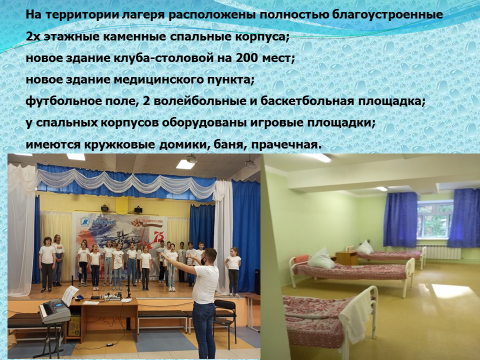 На территории лагеря расположены полностью благоустроенные
2х этажные каменные спальные корпуса;
новое здание клуба-столовой на 200 мест;
новое здание медицинского пункта;
футбольное поле, 2 волейбольные и баскетбольная площадка;
у спальных корпусов оборудованы игровые площадки;
имеются кружковые домики, баня, прачечная.
75